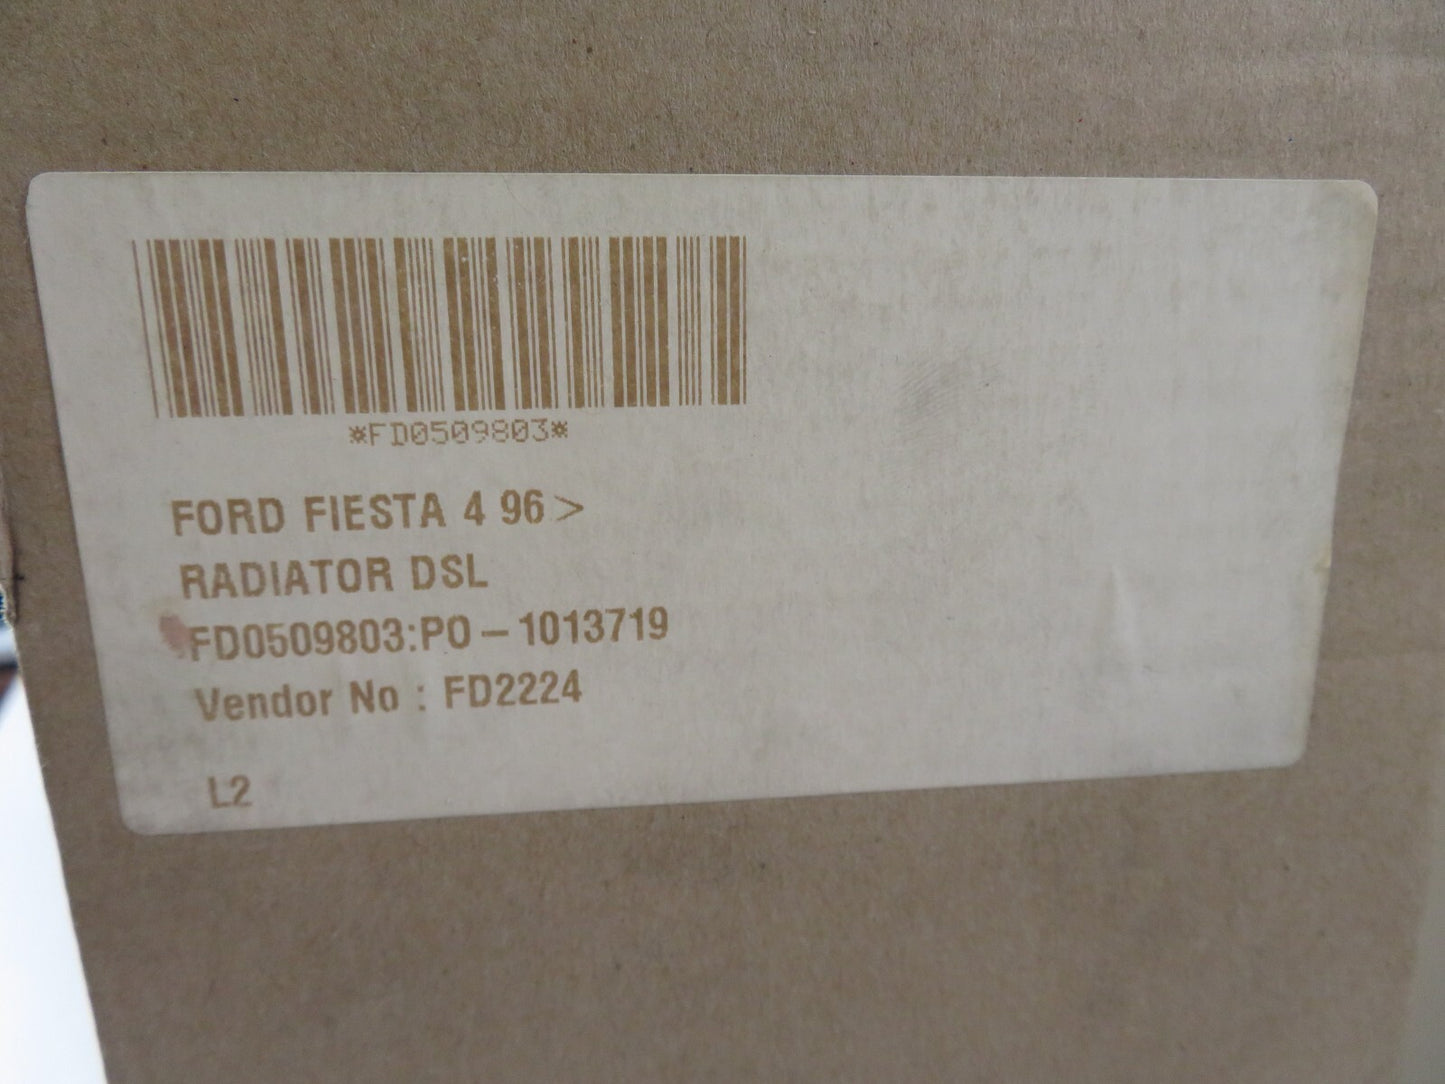 *FD0509803*
FORD FIESTA 4 96 >
RADIATOR DSL
FD0509803:PO - 1013719
Vendor No : FD2224
L2